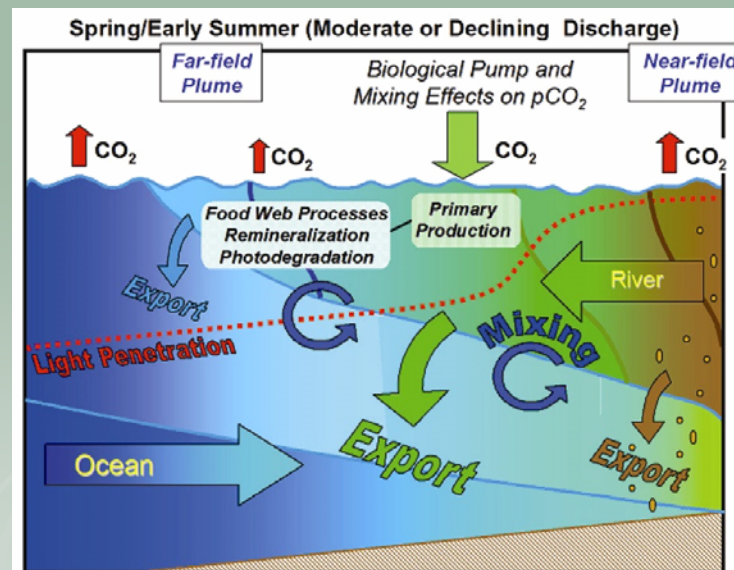 Spring/Early Summer (Moderate or Declining Discharge)
Far-field
Plume
Biological Pump and
Mixing Effects on pCO₂
Near-field
Plume
CO₂
CO₂
CO₂
CO₂
Food Web Processes
Remineralization
Photodegradation
Primary
Production
Export
River
Light Penetration
Mixing
Export
Export
Ocean